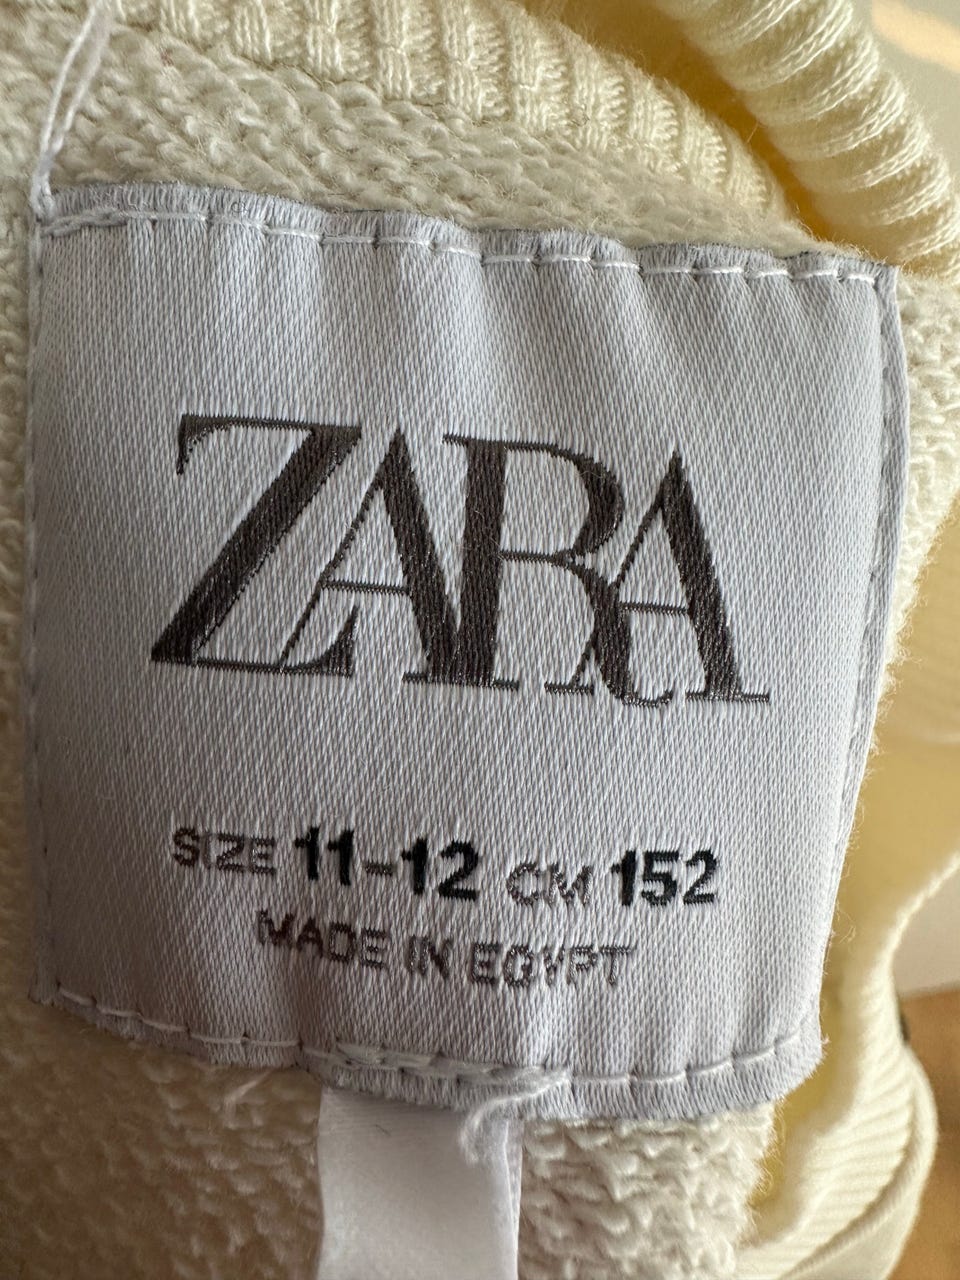 ZARA
SIZE 11-12 CM 152
MADE IN EGYPT